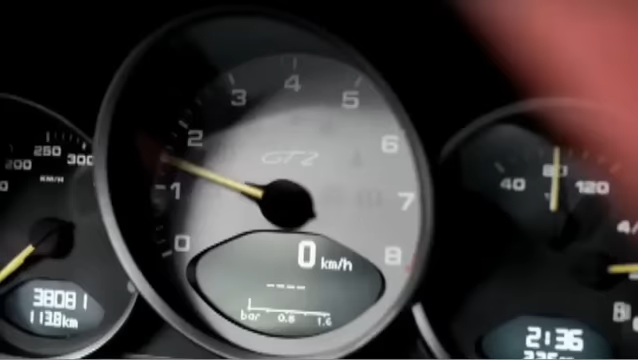 200 250 300
KM/H
38081
113.8km
0 1 2 3 4 5 6 7 8
GT2
0 km/h
----
bar 0.8 1.6
40 80 120
4/
21:36